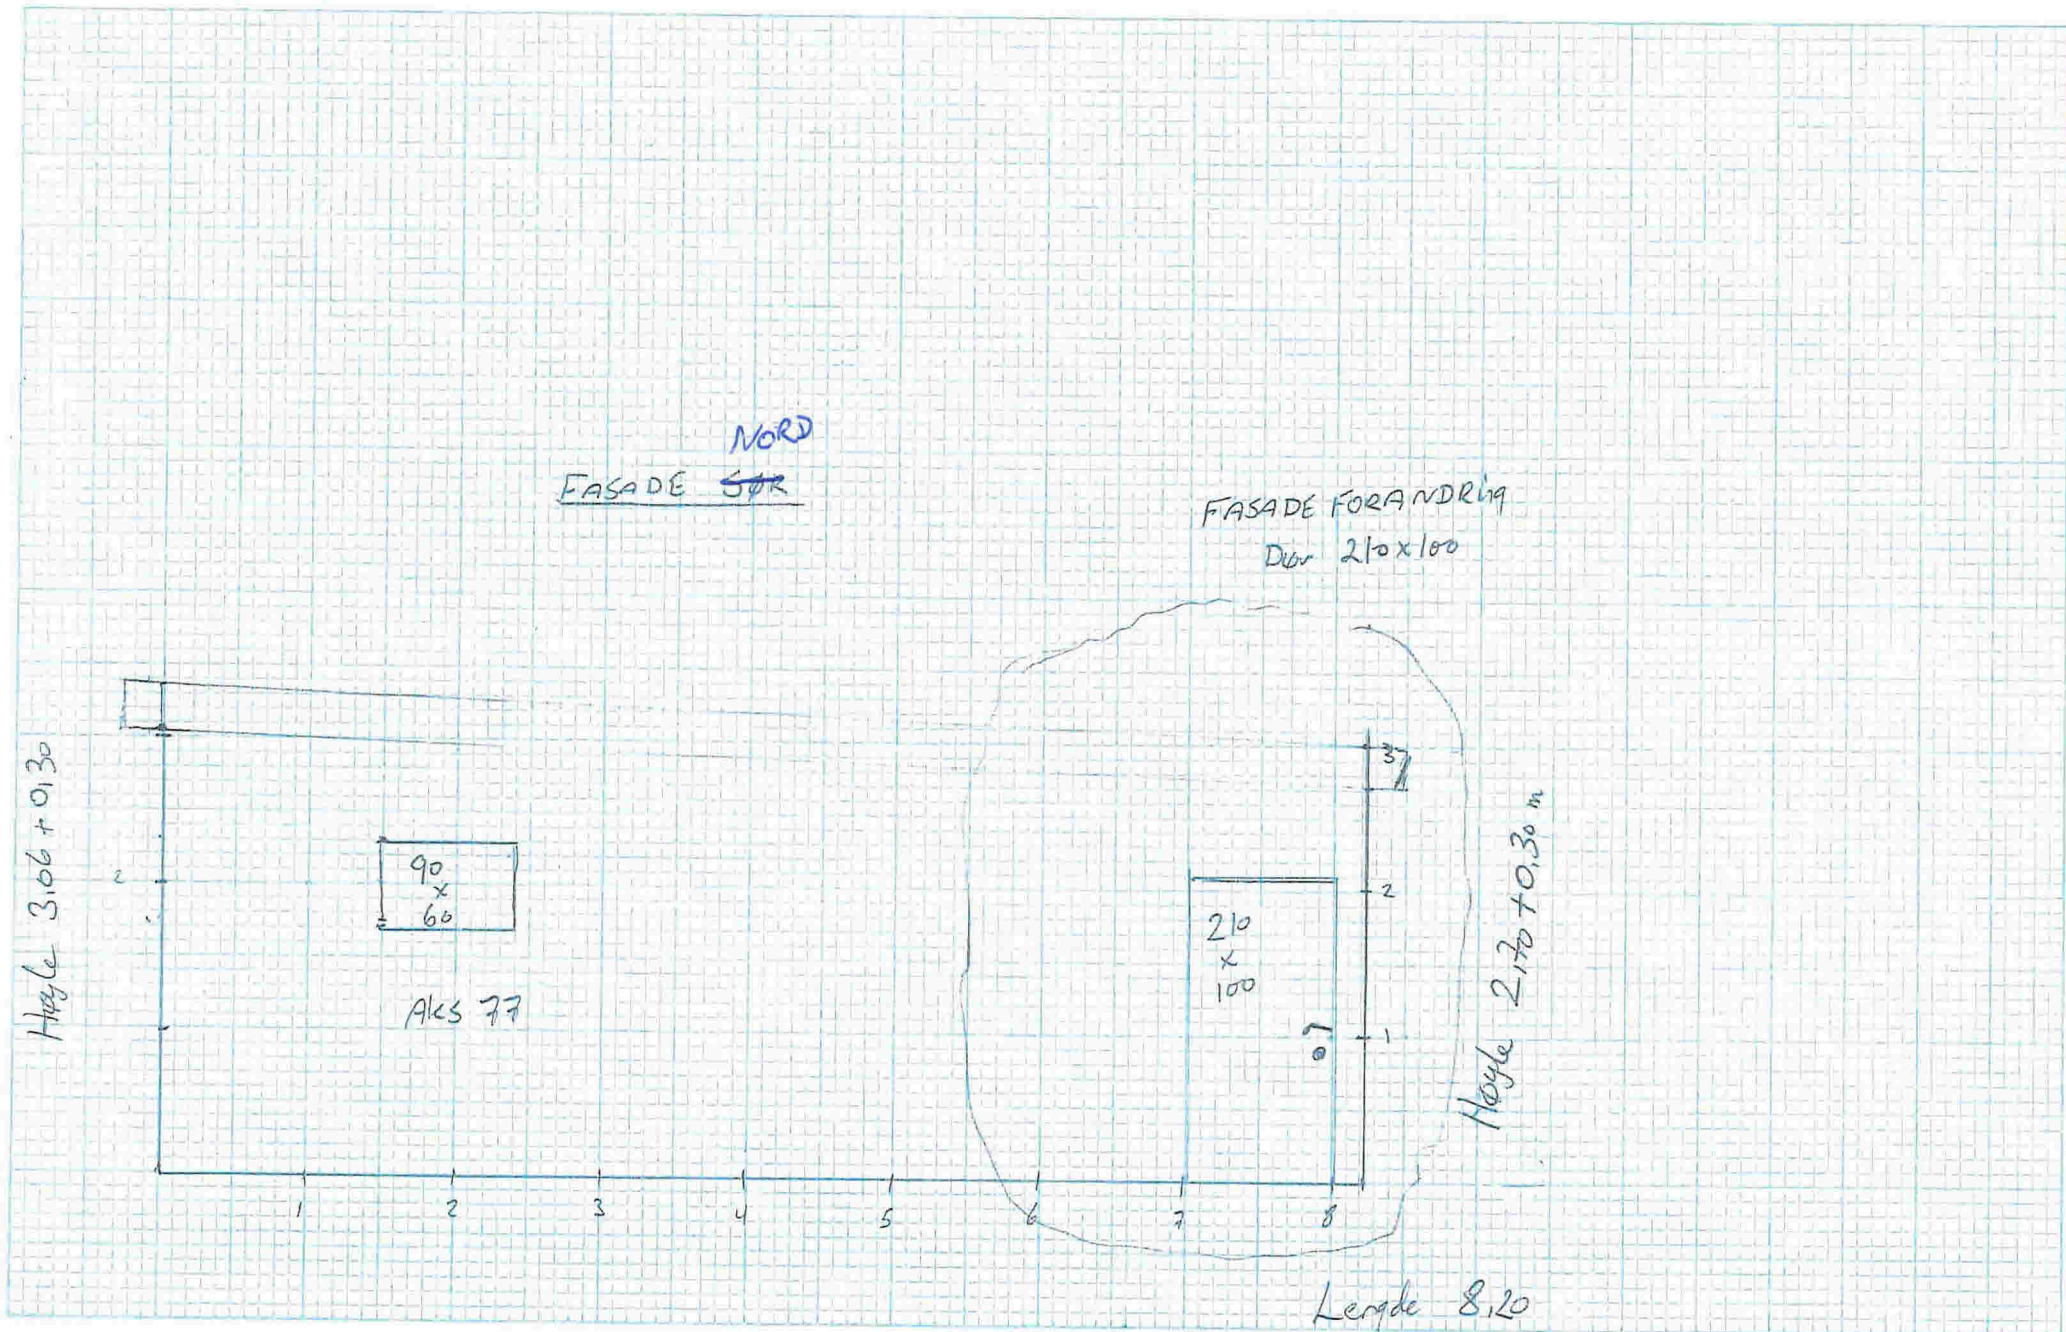 NORD
FASADE SØR
FASADE FORANDRing
Dør 210x100
Høyde 3,06 + 0,30
90
x
60
AKS 77
2
210
x
100
3
2
1
Høyde 2,70 + 0,30 m
1 2 3 4 5 6 7 8
Lengde 8,20